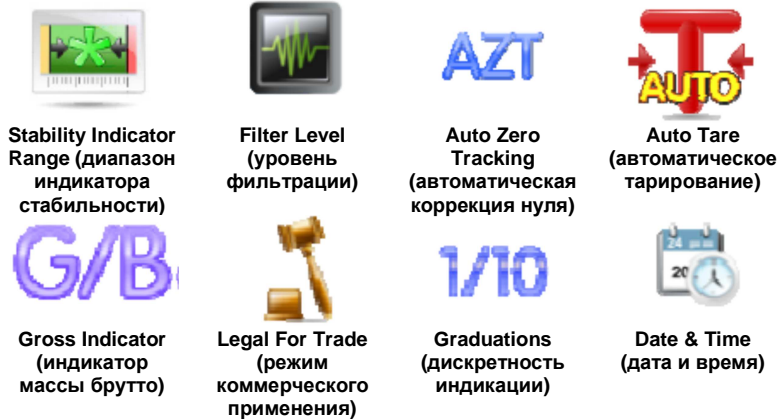 AZT
AUTO
Stability Indicator
Range (диапазон
индикатора
стабильности)
Filter Level
(уровень
фильтрации)
Auto Zero
Tracking
(автоматическая
коррекция нуля)
Auto Tare
(автоматическое
тарирование)
G/B
1/10
24
20
Gross Indicator
(индикатор
массы брутто)
Legal For Trade
(режим
коммерческого
применения)
Graduations
(дискретность
индикации)
Date & Time
(дата и время)